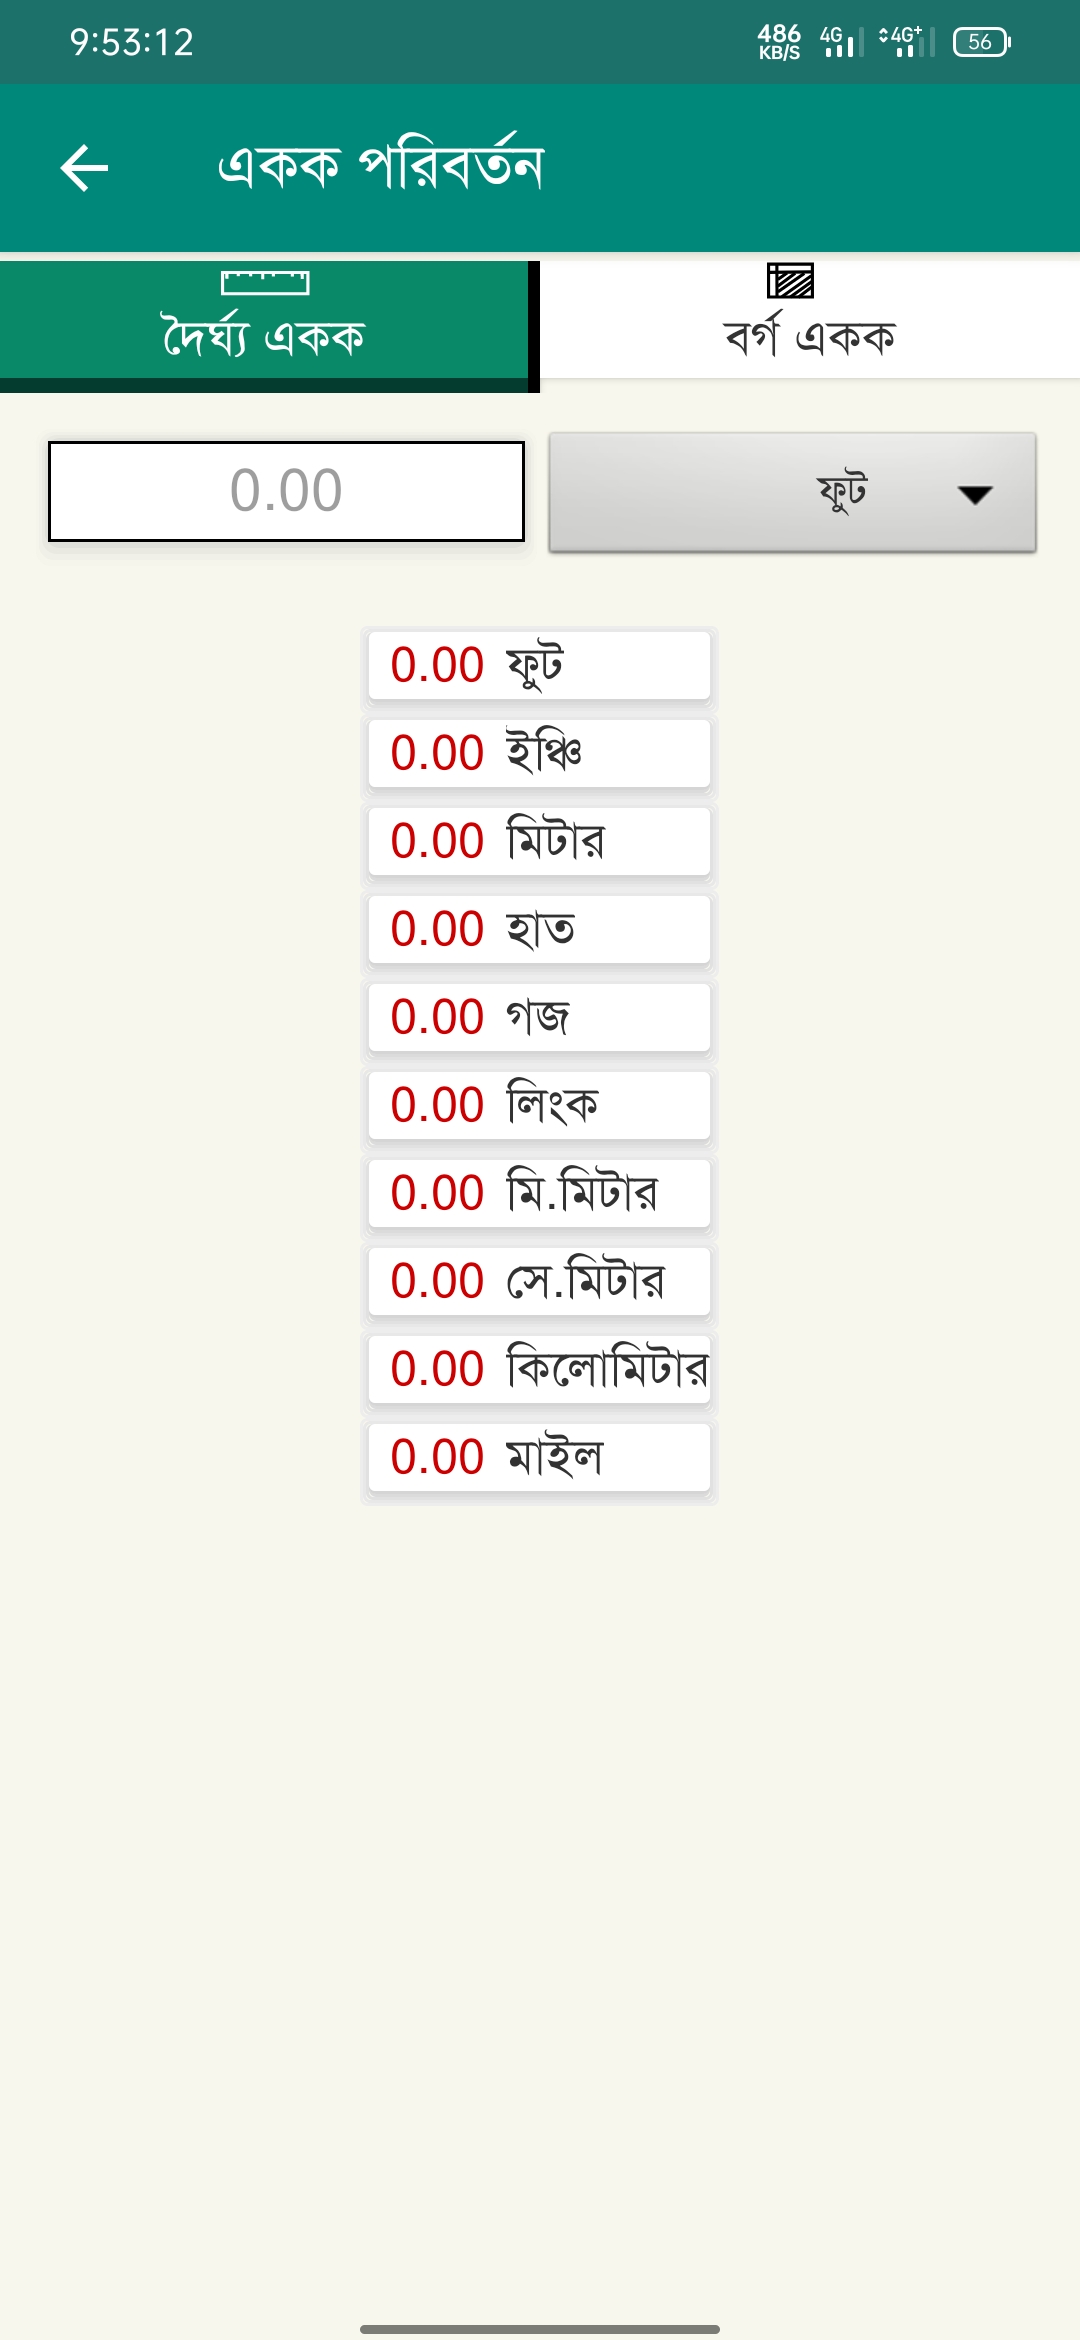 9:53:12 486 KB/S 4G 4G+ 56
একক পরিবর্তন
দৈর্ঘ্য একক
বর্গ একক
0.00 ফুট
0.00 ফুট
0.00 ইঞ্চি
0.00 মিটার
0.00 হাত
0.00 গজ
0.00 লিংক
0.00 মি.মিটার
0.00 সে.মিটার
0.00 কিলোমিটার
0.00 মাইল